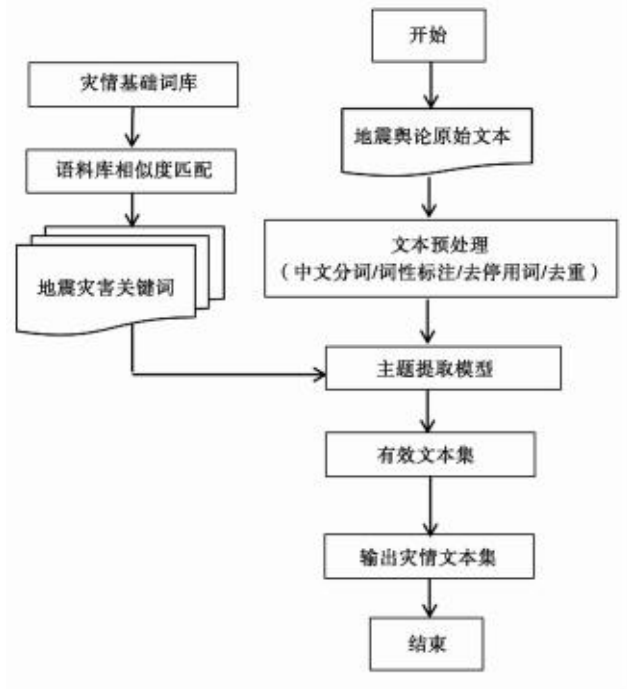 开始
灾情基础词库
地震舆论原始文本
语料库相似度匹配
文本预处理
（中文分词/词性标注/去停用词/去重）
地震灾害关键词
主题提取模型
有效文本集
输出灾情文本集
结束